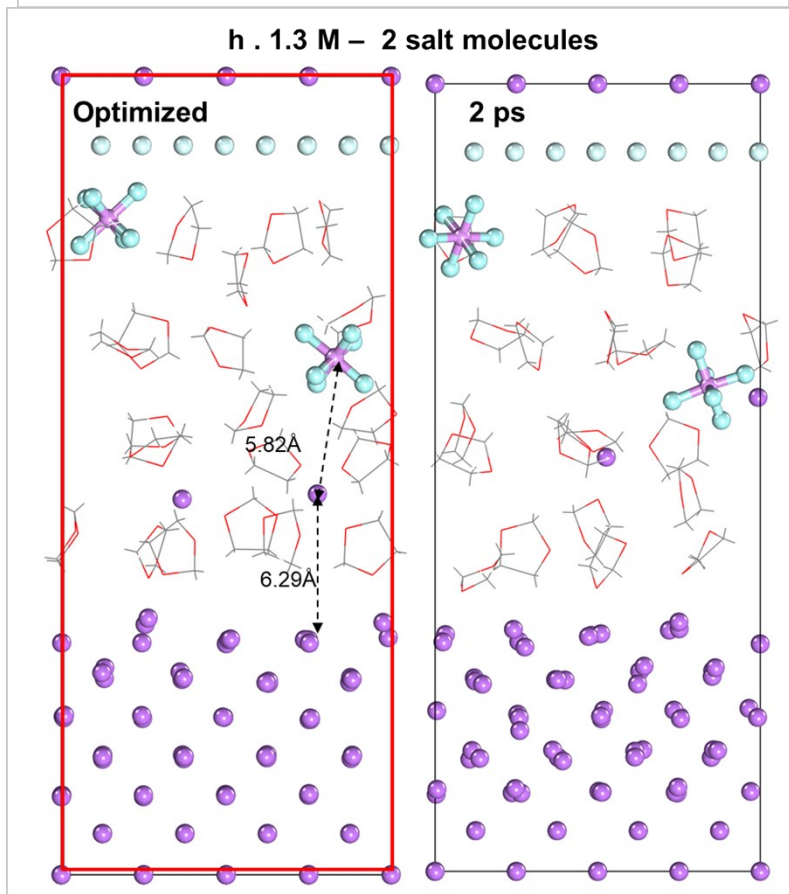 h . 1.3 M – 2 salt molecules
Optimized
2 ps
5.82Å
6.29Å